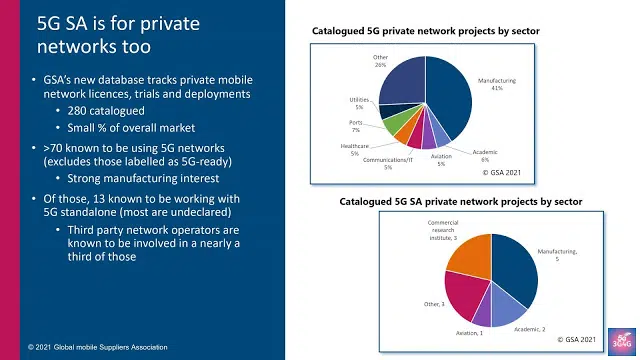 5G SA is for private
networks too
• GSA's new database tracks private mobile
network licences, trials and deployments
• 280 catalogued
• Small % of overall market
• >70 known to be using 5G networks
(excludes those labelled as 5G-ready)
• Strong manufacturing interest
• Of those, 13 known to be working with
5G standalone (most are undeclared)
• Third party network operators are
known to be involved in a nearly a
third of those
© 2021 Global mobile Suppliers Association
Catalogued 5G private network projects by sector
Other
26%
Manufacturing
41%
Utilities
5%
Ports
7%
Healthcare
5%
Communications/IT
5%
Aviation
5%
Academic
6%
© GSA 2021
Catalogued 5G SA private network projects by sector
Commercial
research
institute, 3
Manufacturing,
5
Other, 3
Aviation, 1
Academic, 2
© GSA 2021
5G
3G4G